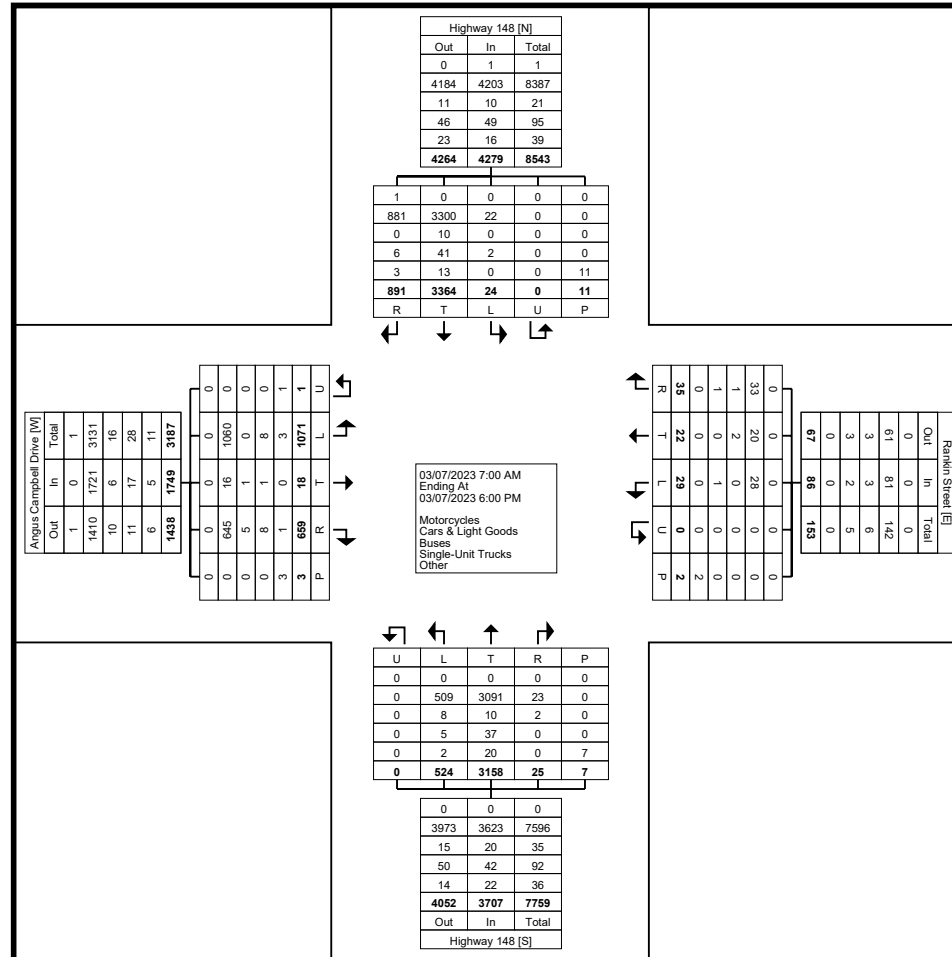 Highway 148 [N]
Out In Total
0 1 1
4184 4203 8387
11 10 21
46 49 95
23 16 39
4264 4279 8543
1 0 0 0 0
881 3300 22 0 0
0 10 0 0 0
6 41 2 0 0
3 13 0 0 11
891 3364 24 0 11
R T L U P
Angus Campbell Drive [W]
Out In Total
1 0 1
1410 1721 3131
10 6 16
11 17 28
6 5 11
1438 1749 3187
0 0 0 0 0
0 645 16 1060 0
0 5 1 0 0
0 8 1 8 0
3 1 0 3 1
3 659 18 1071 1
P R T L U
03/07/2023 7:00 AM
Ending At
03/07/2023 6:00 PM
Motorcycles
Cars & Light Goods
Buses
Single-Unit Trucks
Other
Rankin Street [E]
Out In Total
0 0 0
61 81 142
3 3 6
3 2 5
0 0 0
67 86 153
0 0 0 0 0
33 20 28 0 0
1 2 0 0 0
1 0 1 0 0
0 0 0 0 2
35 22 29 0 2
R T L U P
U L T R P
0 0 0 0 0
0 509 3091 23 0
0 8 10 2 0
0 5 37 0 0
0 2 20 0 7
0 524 3158 25 7
0 0 0
3973 3623 7596
15 20 35
50 42 92
14 22 36
4052 3707 7759
Out In Total
Highway 148 [S]